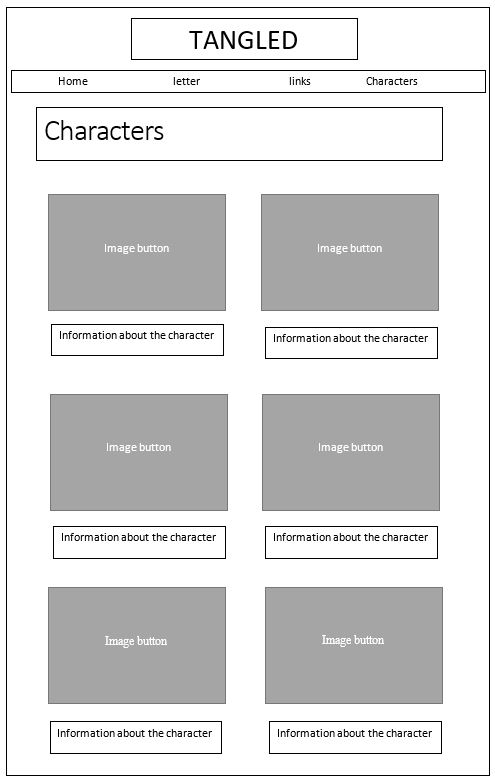 TANGLED
Home letter links Characters
Characters
Image button Image button
Information about the character Information about the character
Image button Image button
Information about the character Information about the character
Image button Image button
Information about the character Information about the character